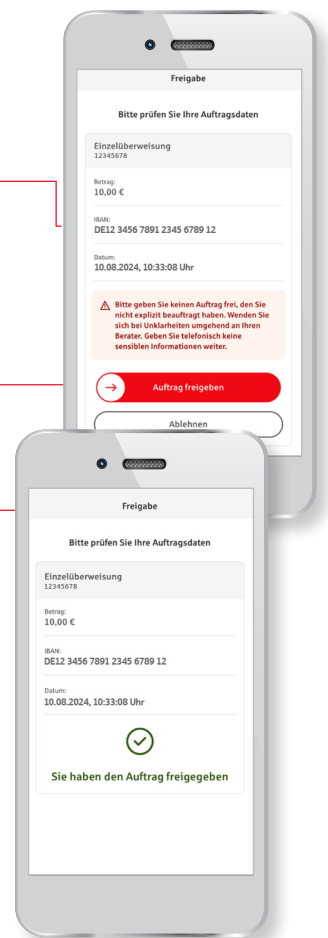 Freigabe
Bitte prüfen Sie Ihre Auftragsdaten
Einzelüberweisung
12345678
Betrag:
10,00 €
IBAN:
DE12 3456 7891 2345 6789 12
Datum:
10.08.2024, 10:33:08 Uhr
Bitte geben Sie keinen Auftrag frei, den Sie
nicht explizit beauftragt haben. Wenden Sie
sich bei Unklarheiten umgehend an Ihren
Berater. Geben Sie telefonisch keine
sensiblen Informationen weiter.
Auftrag freigeben
Ablehnen
Freigabe
Bitte prüfen Sie Ihre Auftragsdaten
Einzelüberweisung
12345678
Betrag:
10,00 €
IBAN:
DE12 3456 7891 2345 6789 12
Datum:
10.08.2024, 10:33:08 Uhr
Sie haben den Auftrag freigegeben